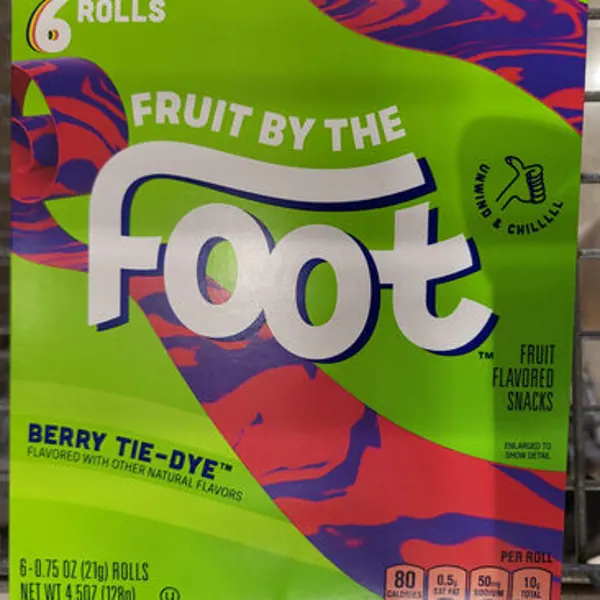 6 ROLLS
FRUIT BY THE
Foot™
UNWIND & CHILLLLL
FRUIT
FLAVORED
SNACKS
ENLARGED TO
SHOW DETAIL
BERRY TIE-DYE™
FLAVORED WITH OTHER NATURAL FLAVORS
6 - 0.75 OZ (21g) ROLLS
NET WT 4.5OZ (128g)
U
PER ROLL
80 0.5g 50mg 10g
CALORIES SAT FAT SODIUM TOTAL